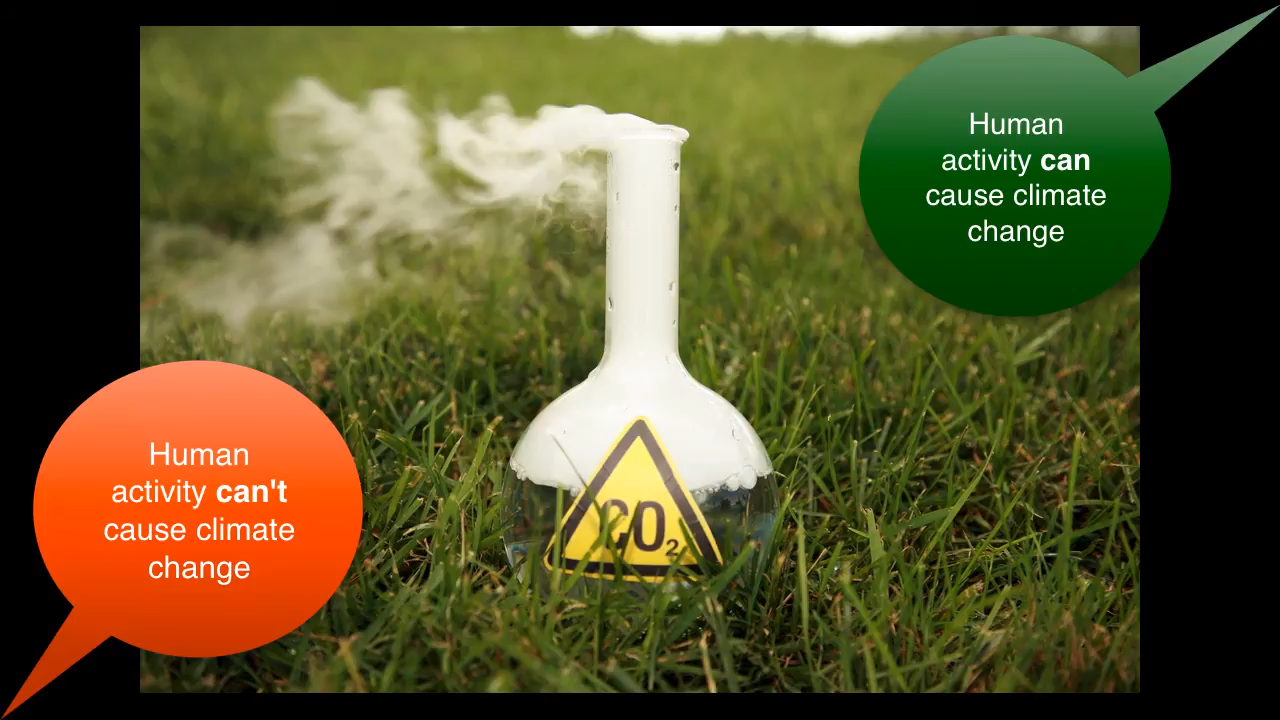 Human
activity can
cause climate
change
Human
activity can't
cause climate
change
CO₂